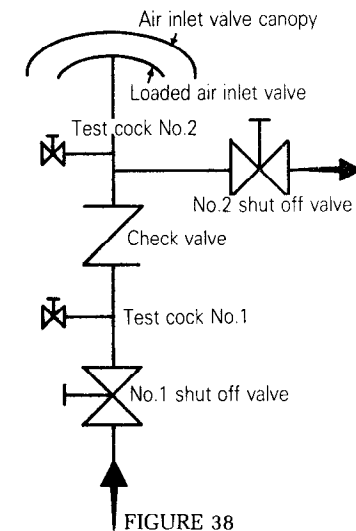 Air inlet valve canopy
Loaded air inlet valve
Test cock No.2
No.2 shut off valve
Check valve
Test cock No.1
No.1 shut off valve
FIGURE 38